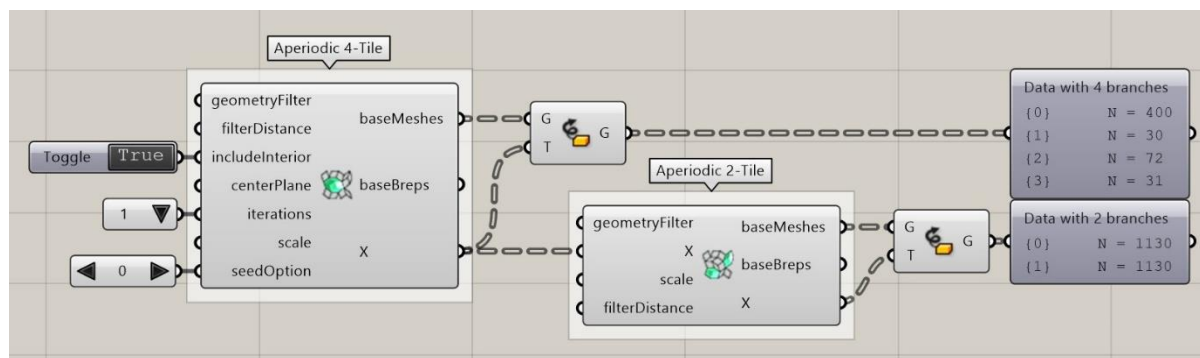 Aperiodic 4-Tile
geometryFilter
filterDistance
includeInterior
centerPlane
iterations
scale
seedOption
baseMeshes
baseBreps
X
Toggle True
1
0
G
T
G
Aperiodic 2-Tile
geometryFilter
X
scale
filterDistance
baseMeshes
baseBreps
X
G
T
G
Data with 4 branches
{0} N = 400
{1} N = 30
{2} N = 72
{3} N = 31
Data with 2 branches
{0} N = 1130
{1} N = 1130